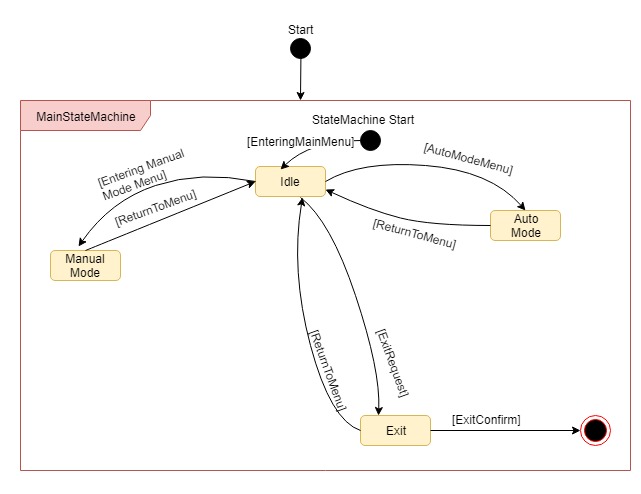 Start
MainStateMachine
StateMachine Start
[EnteringMainMenu]
[AutoModeMenu]
[Entering Manual
Mode Menu]
Idle
[ReturnToMenu]
Auto
Mode
[ReturnToMenu]
Manual
Mode
[ReturnToMenu]
[ExitRequest]
Exit
[ExitConfirm]